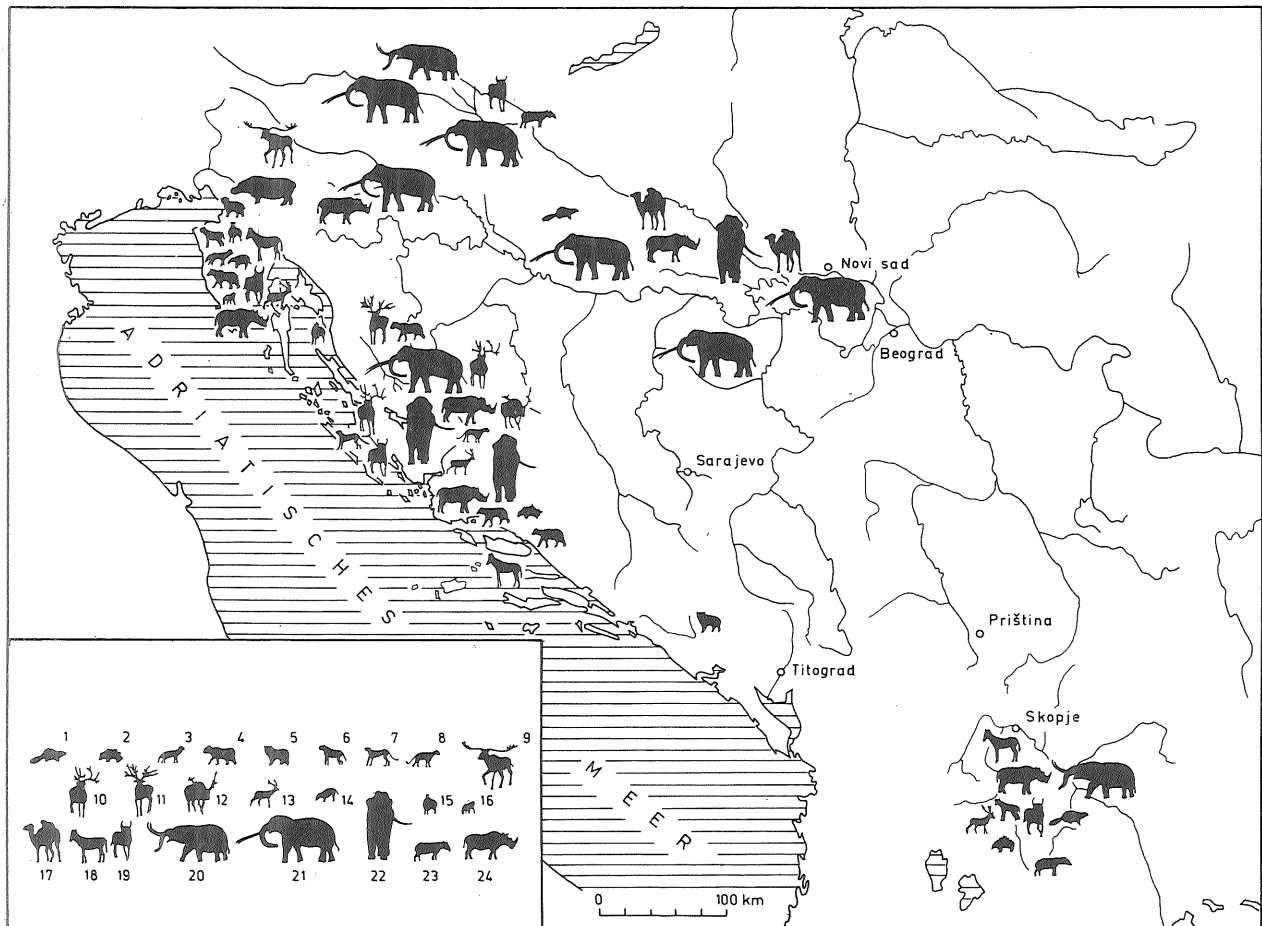 Novi sad
Beograd
Sarajevo
Priština
Titograd
Skopje
ADRIATISCHES
MEER
1 2 3 4 5 6 7 8 9
10 11 12 13 14 15 16
17 18 19 20 21 22 23 24
0 100 km